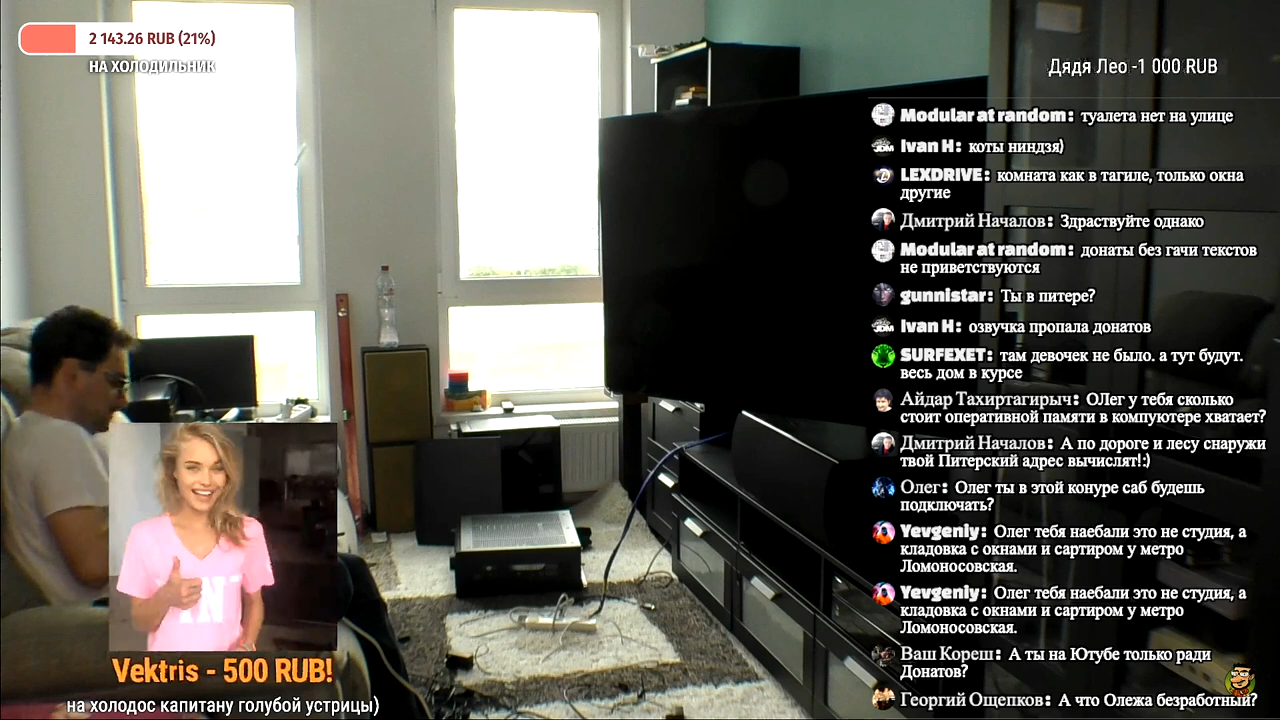 2 143.26 RUB (21%)
НА ХОЛОДИЛЬНИК
Дядя Лео -1 000 RUB
Modular at random: туалета нет на улице
Ivan H: коты ниндзя)
LEXDRIVE: комната как в тагиле, только окна
другие
Дмитрий Началов: Здраствуйте однако
Modular at random: донаты без гачи текстов
не приветствуются
gunnistar: Ты в питере?
Ivan H: озвучка пропала донатов
SURFEXET: там девочек не было. а тут будут.
весь дом в курсе
Айдар Тахиртагирыч: ОЛег у тебя сколько
стоит оперативной памяти в компуютере хватает?
Дмитрий Началов: А по дороге и лесу снаружи
твой Питерский адрес вычислят!:)
Олег: Олег ты в этой конуре саб будешь
подключать?
Yevgeniy: Олег тебя наебали это не студия, а
кладовка с окнами и сартиром у метро
Ломоносовская.
Yevgeniy: Олег тебя наебали это не студия, а
кладовка с окнами и сартиром у метро
Ломоносовская.
Ваш Кореш: А ты на Ютубе только ради
Донатов?
Георгий Ощепков: А что Олежа безработный?
Vektris - 500 RUB!
на холодос капитану голубой устрицы)